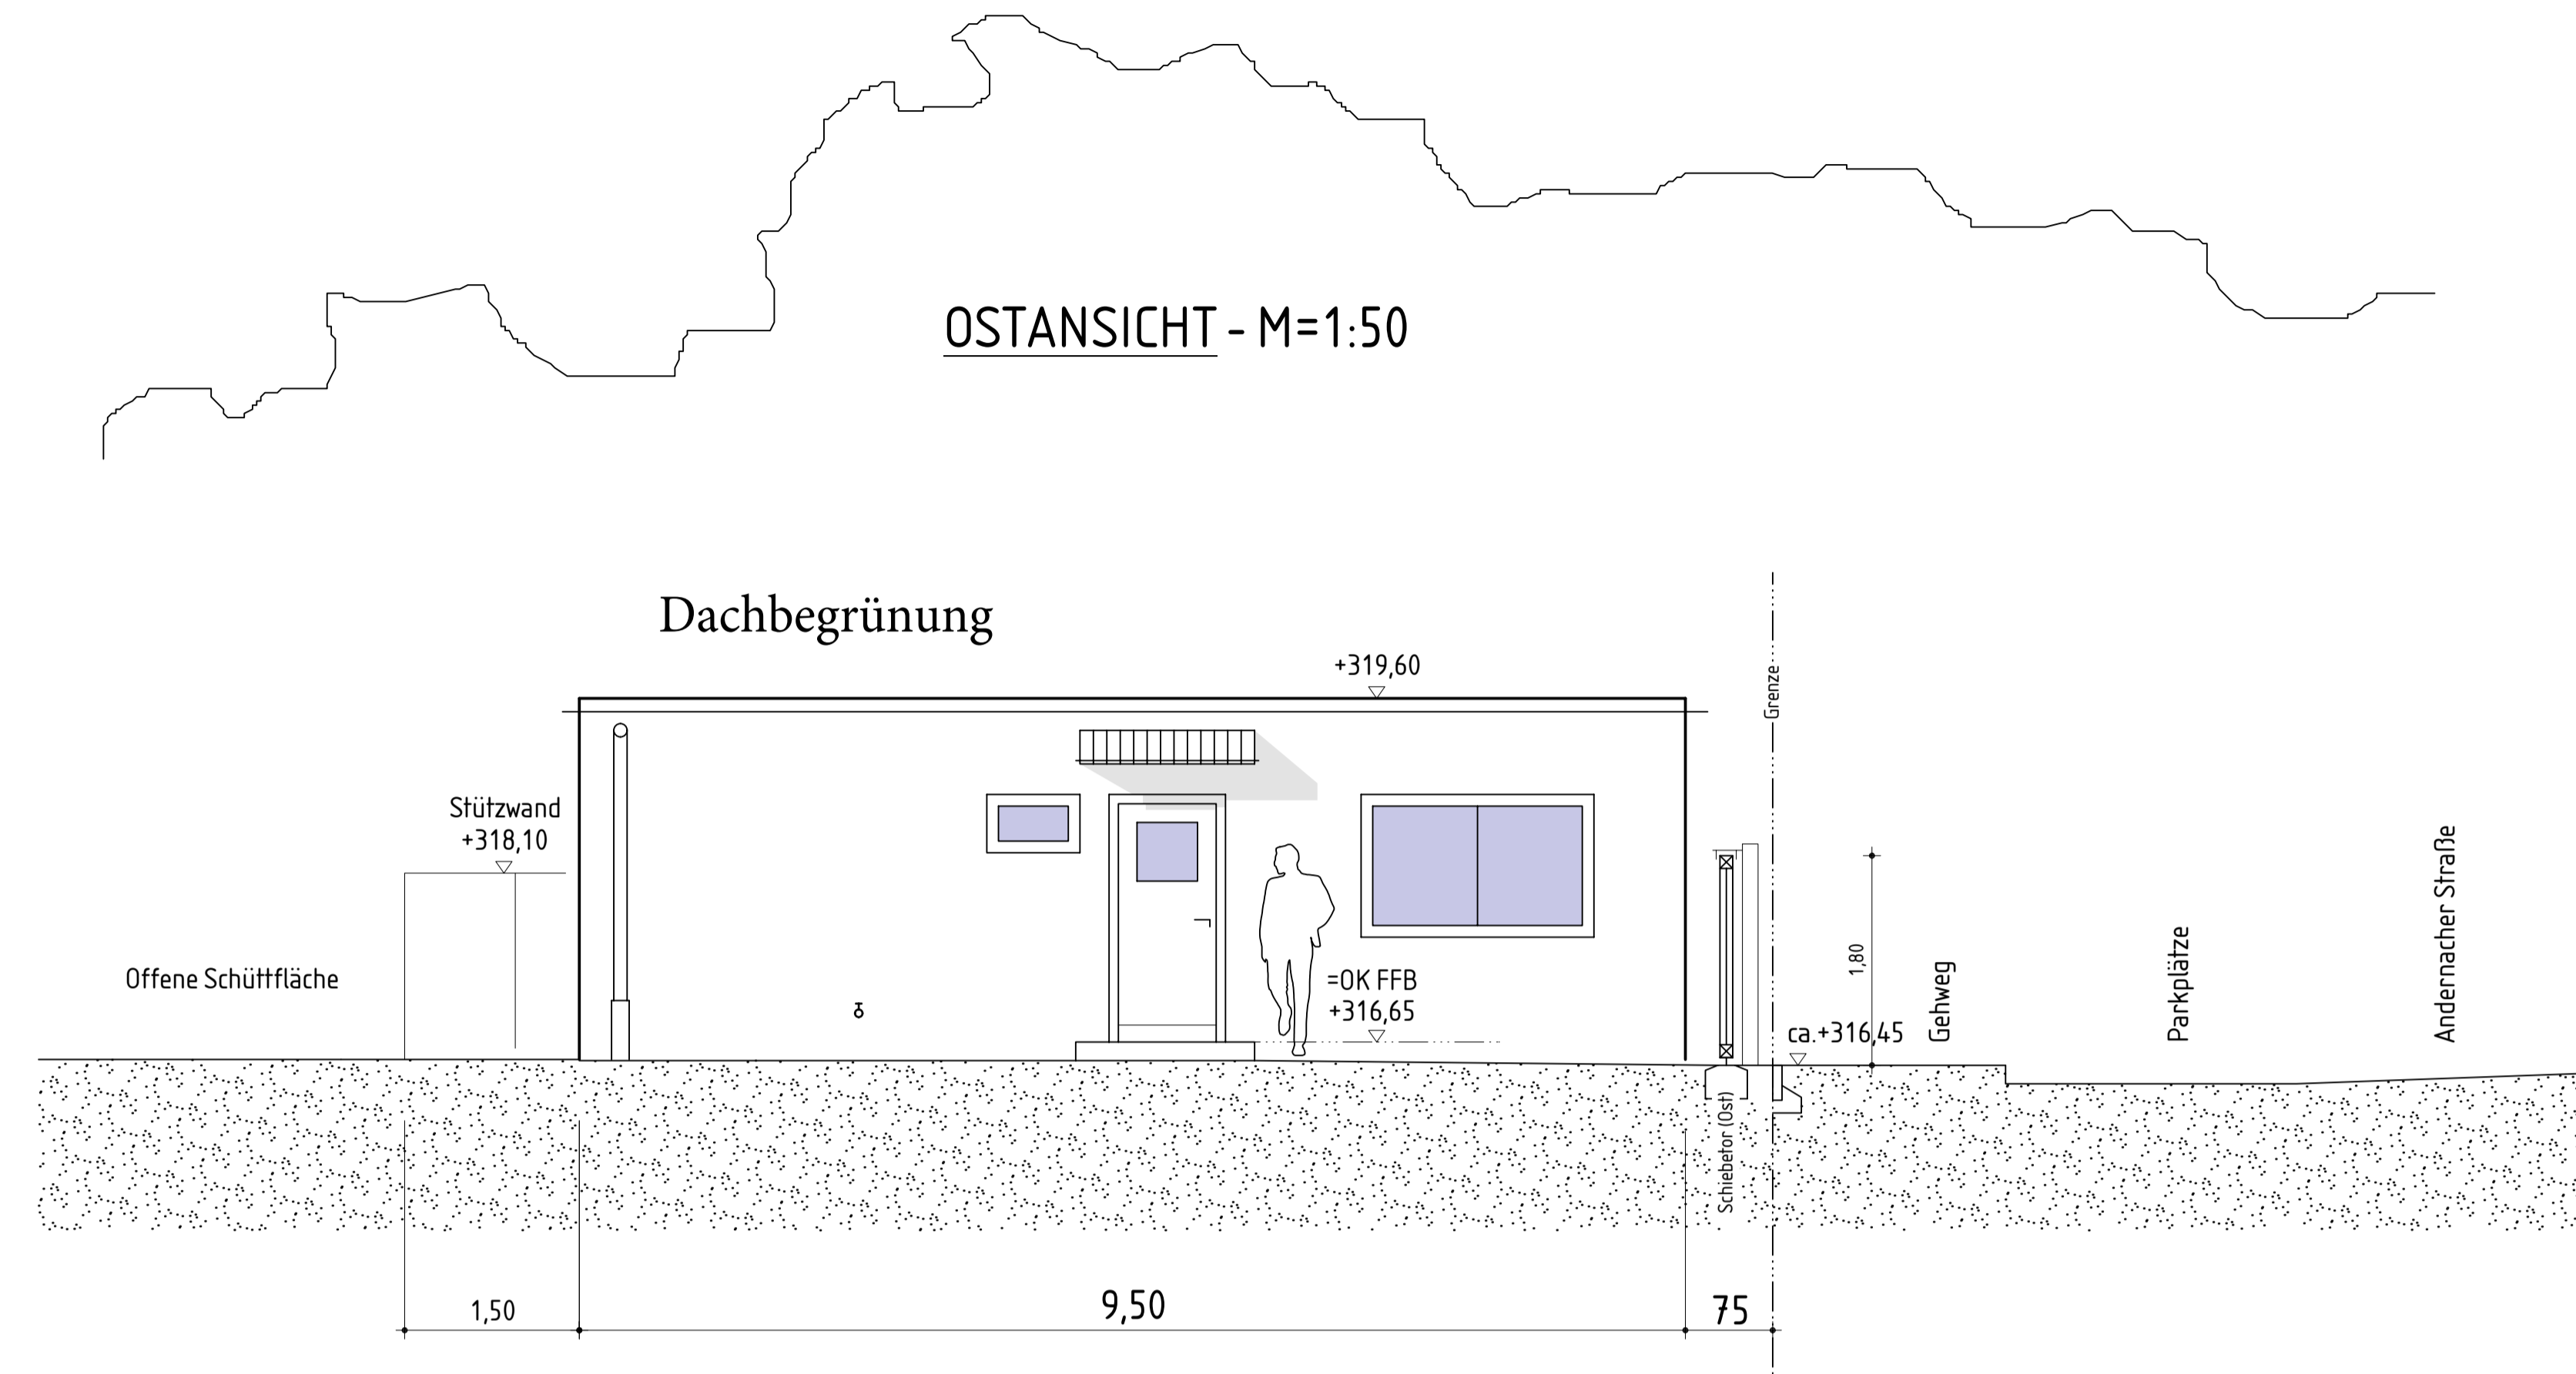 OSTANSICHT - M=1:50
Dachbegrünung
+319,60
Grenze
Stützwand
+318,10
Offene Schüttfläche
=OK FFB
+316,65
1,80
ca.+316,45
Gehweg
Parkplätze
Andernacher Straße
Schiebetor (Ost)
1,50
9,50
75